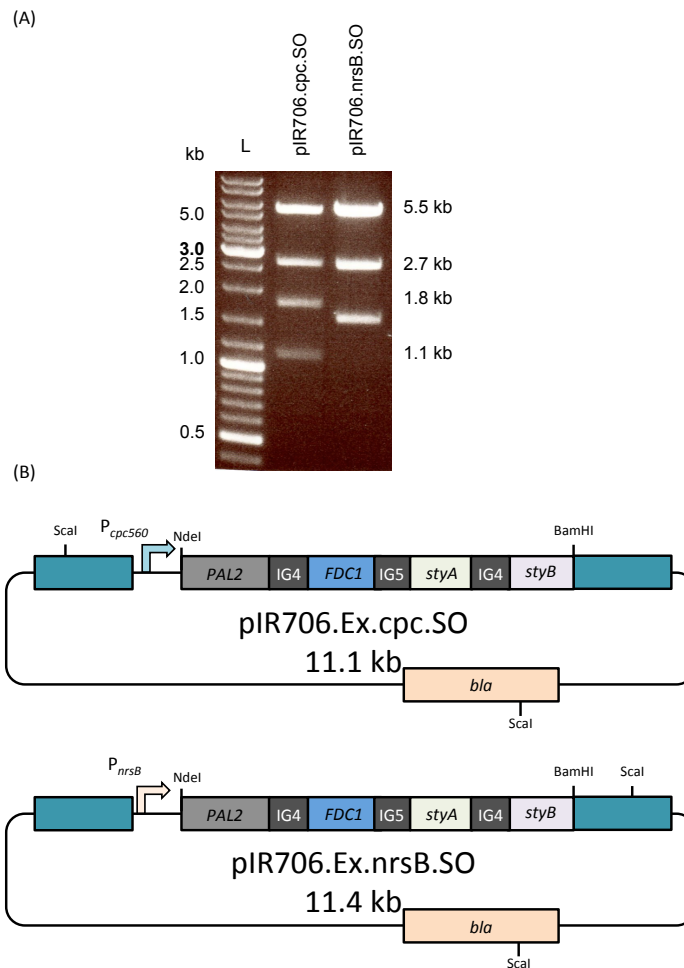 (A)
pIR706.cpc.SO
pIR706.nrsB.SO
kb
L
5.0
3.0
2.5
2.0
1.5
1.0
0.5
5.5 kb
2.7 kb
1.8 kb
1.1 kb
(B)
ScaI
Pcpc560
NdeI
BamHI
PAL2 IG4 FDC1 IG5 styA IG4 styB
pIR706.Ex.cpc.SO
11.1 kb
bla
ScaI
PnrsB
NdeI
BamHI
ScaI
PAL2 IG4 FDC1 IG5 styA IG4 styB
pIR706.Ex.nrsB.SO
11.4 kb
bla
ScaI